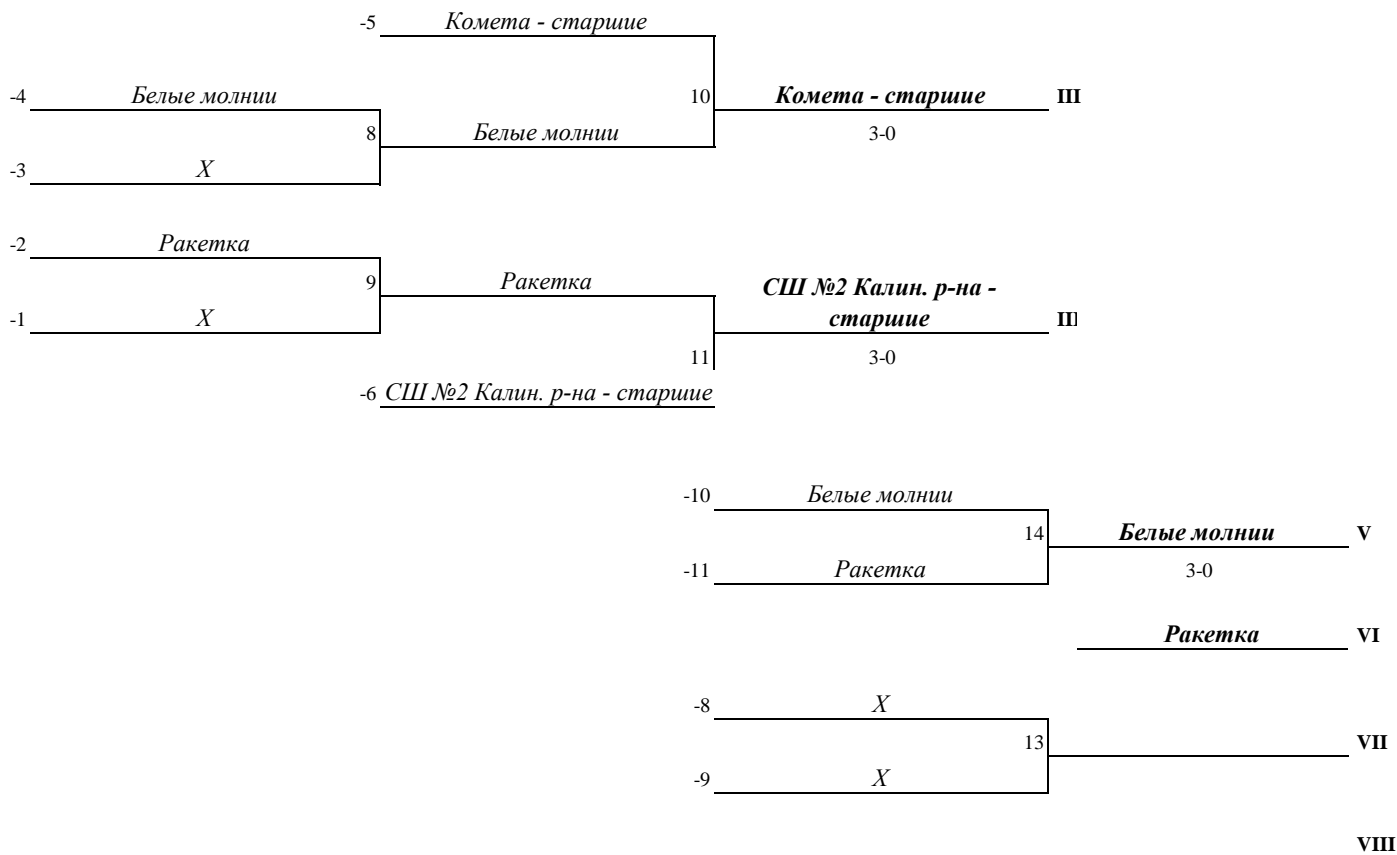 -5 Комета - старшие
-4 Белые молнии
10 Комета - старшие III
8 Белые молнии
3-0
-3 X
-2 Ракетка
9 Ракетка
СШ №2 Калин. р-на -
-1 X
старшие III
11 3-0
-6 СШ №2 Калин. р-на - старшие
-10 Белые молнии
14 Белые молнии V
-11 Ракетка
3-0
Ракетка VI
-8 X
13 VII
-9 X
VIII